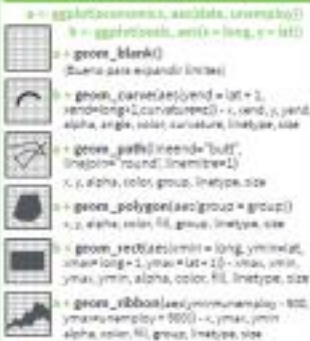 a <- ggplot(economics, aes(date, unemploy))
b <- ggplot(seals, aes(x = long, y = lat))
a + geom_blank()
(Bueno para expandir límites)
b + geom_curve(aes(yend = lat + 1,
xend=long+1,curvature=z)) - x, xend, y, yend,
alpha, angle, color, curvature, linetype, size
a + geom_path(lineend="butt",
linejoin="round", linemitre=1)
x, y, alpha, color, group, linetype, size
a + geom_polygon(aes(group = group))
x, y, alpha, color, fill, group, linetype, size
b + geom_rect(aes(xmin = long, ymin=lat,
xmax= long + 1, ymax = lat + 1)) - xmax, xmin,
ymax, ymin, alpha, color, fill, linetype, size
a + geom_ribbon(aes(ymin=unemploy - 900,
ymax=unemploy + 900)) - x, ymax, ymin
alpha, color, fill, group, linetype, size